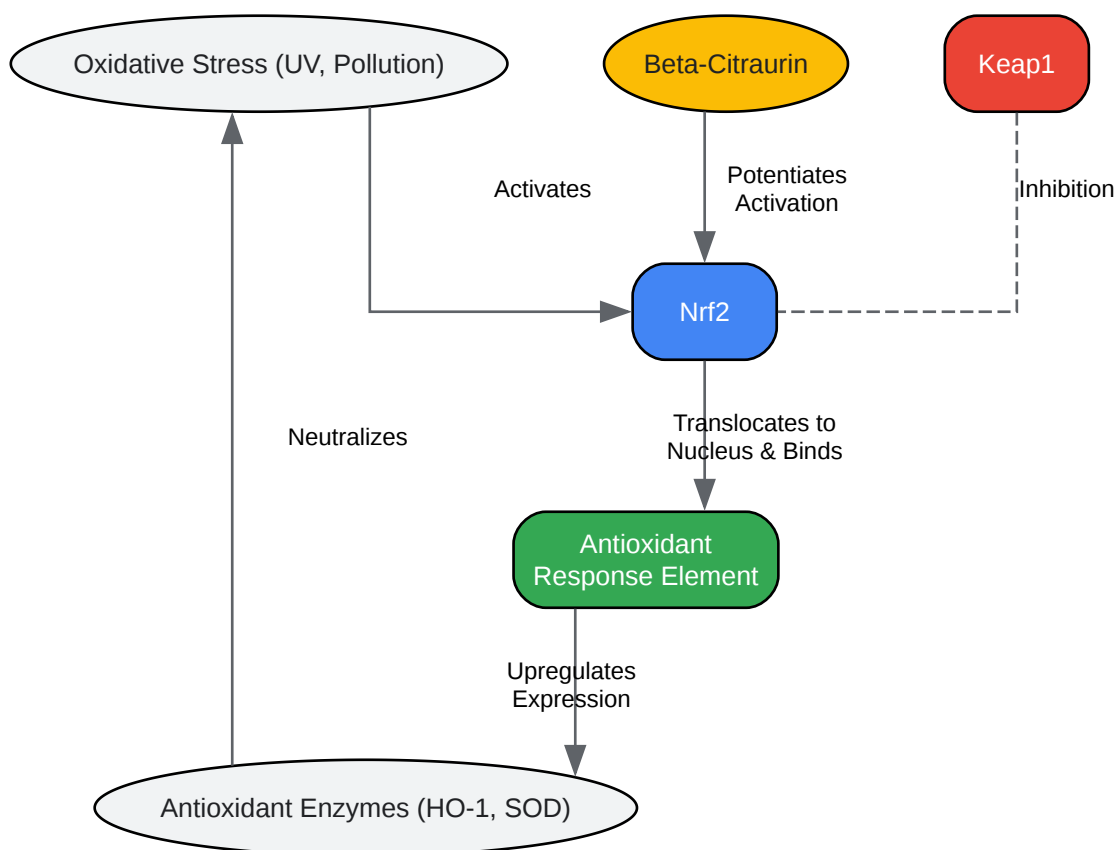 Oxidative Stress (UV, Pollution)
Beta-Citraurin
Keap1
Activates
Potentiates
Activation
Inhibition
Nrf2
Neutralizes
Translocates to
Nucleus & Binds
Antioxidant
Response Element
Upregulates
Expression
Antioxidant Enzymes (HO-1, SOD)